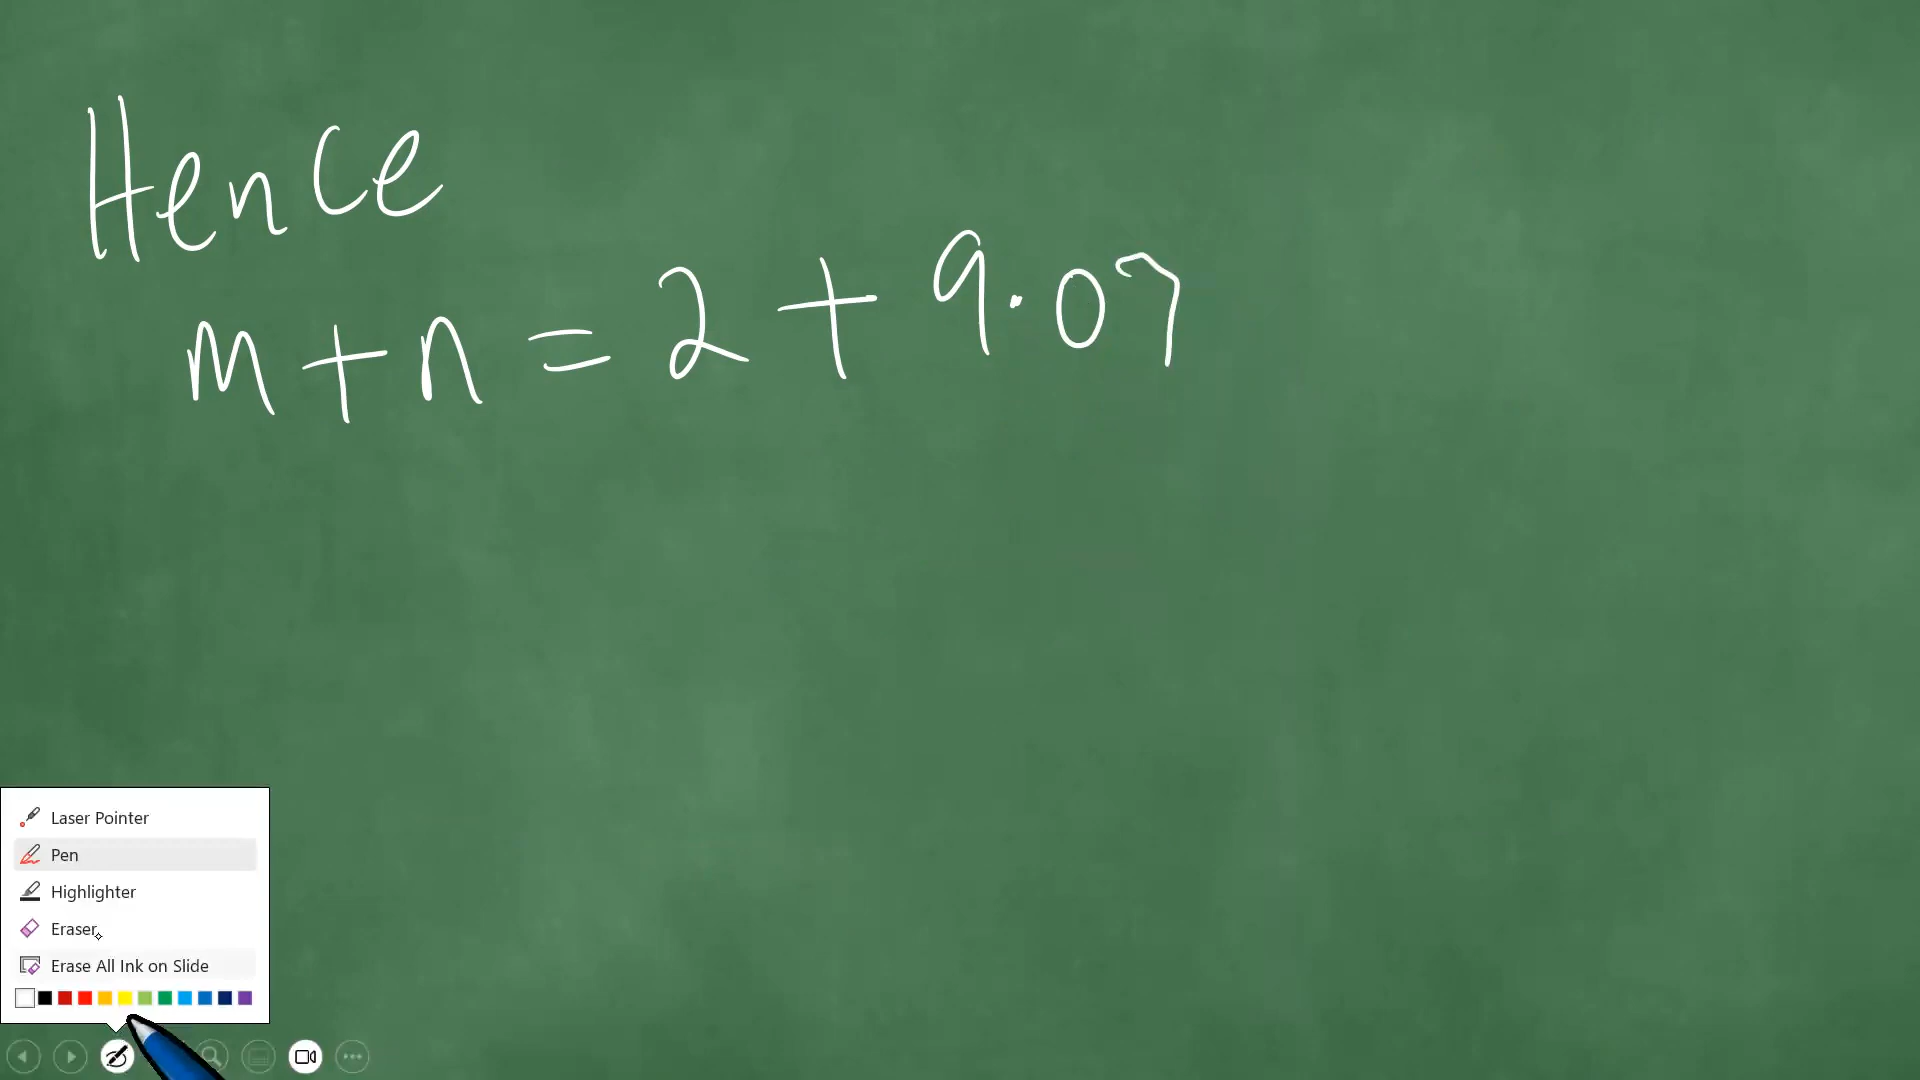 Hence
m+n = 2 + 9.07
Laser Pointer
Pen
Highlighter
Eraser
Erase All Ink on Slide